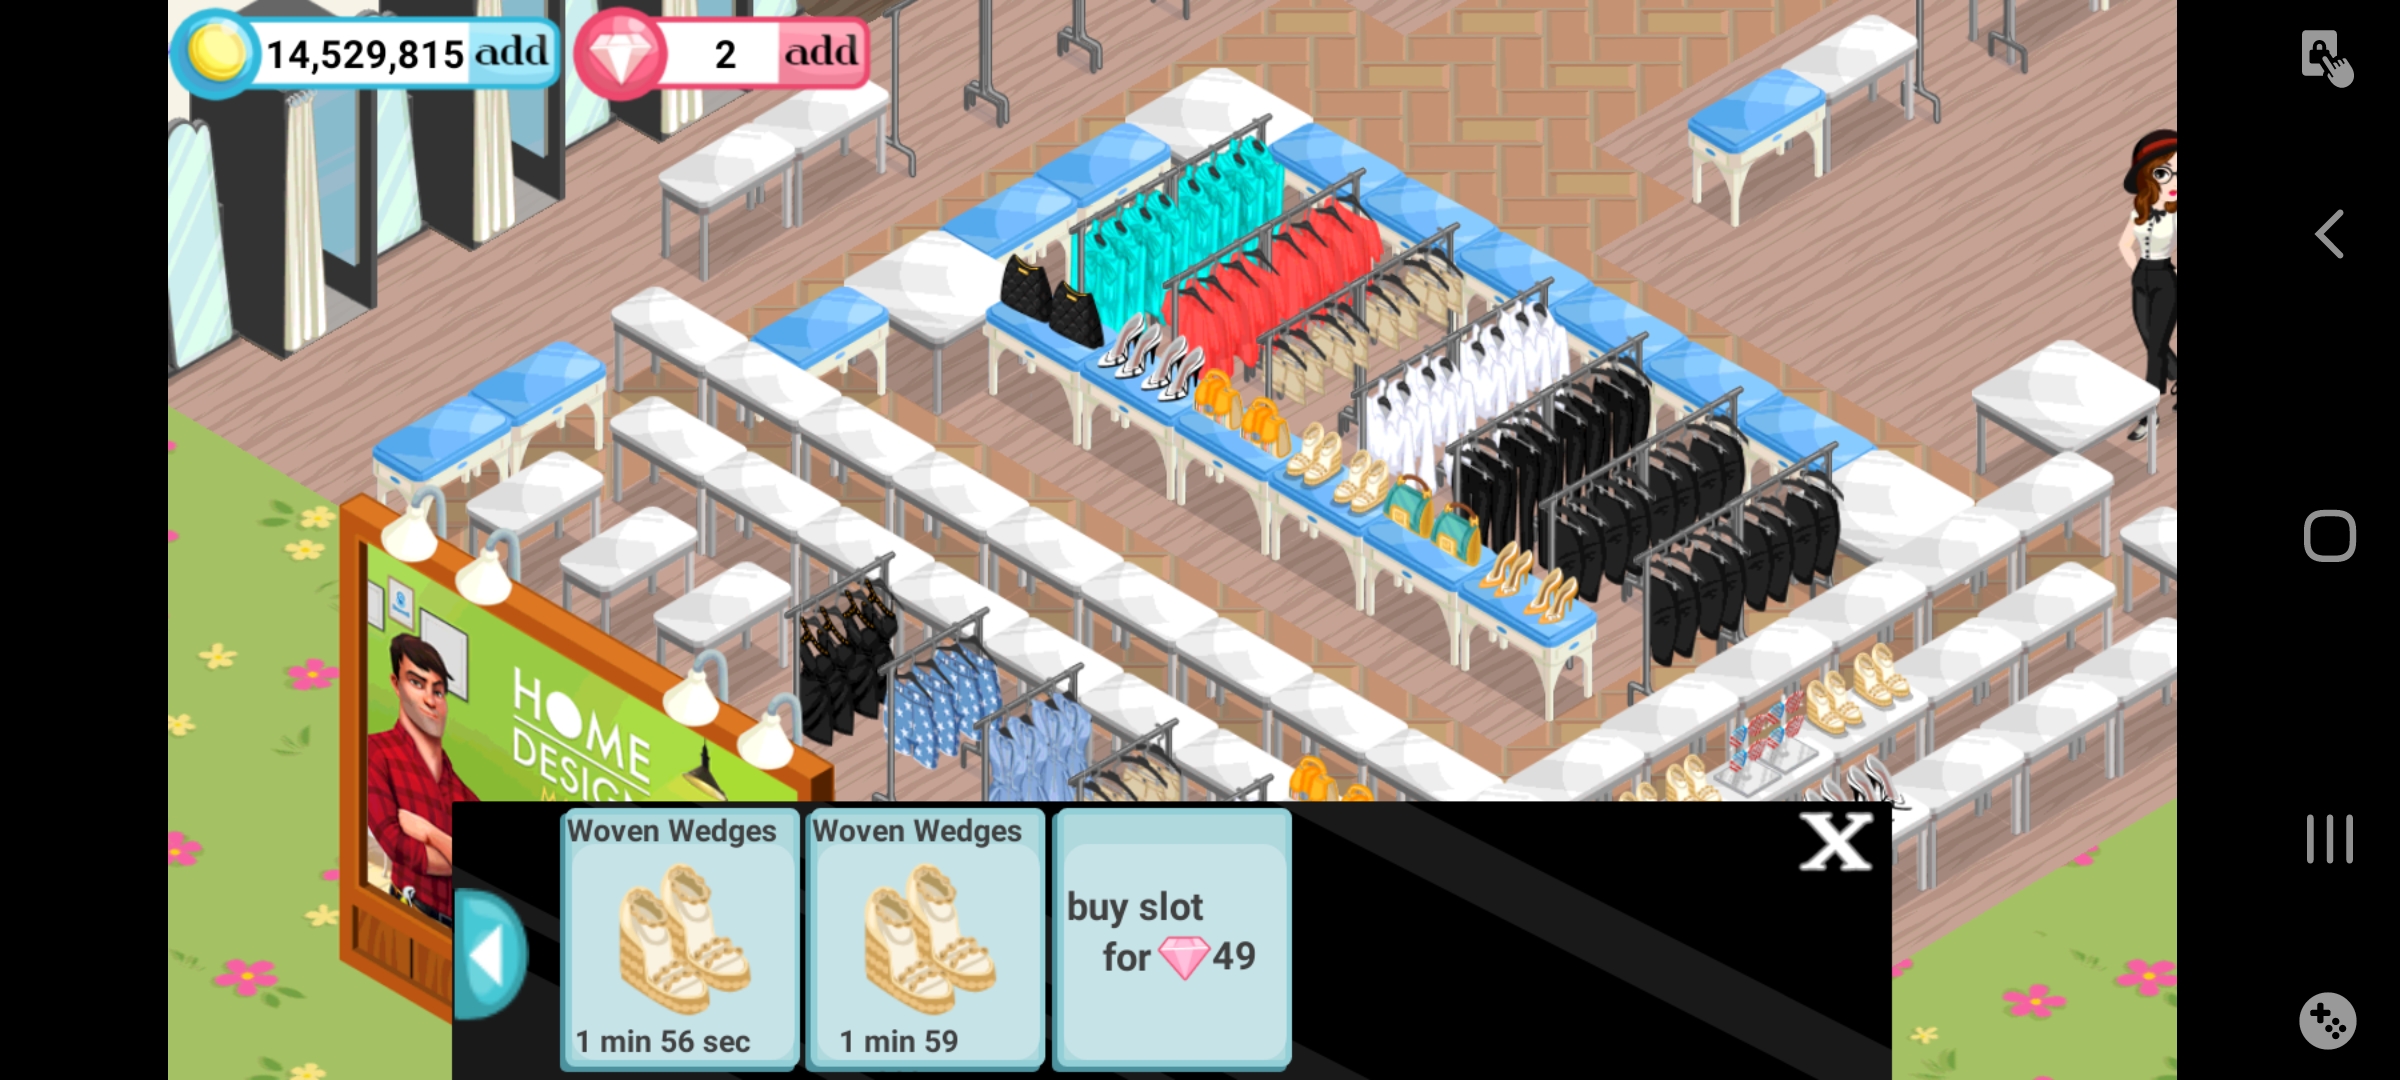 14,529,815 add
2 add
HOME
DESIGN
Woven Wedges
1 min 56 sec
Woven Wedges
1 min 59
buy slot
for 49
X